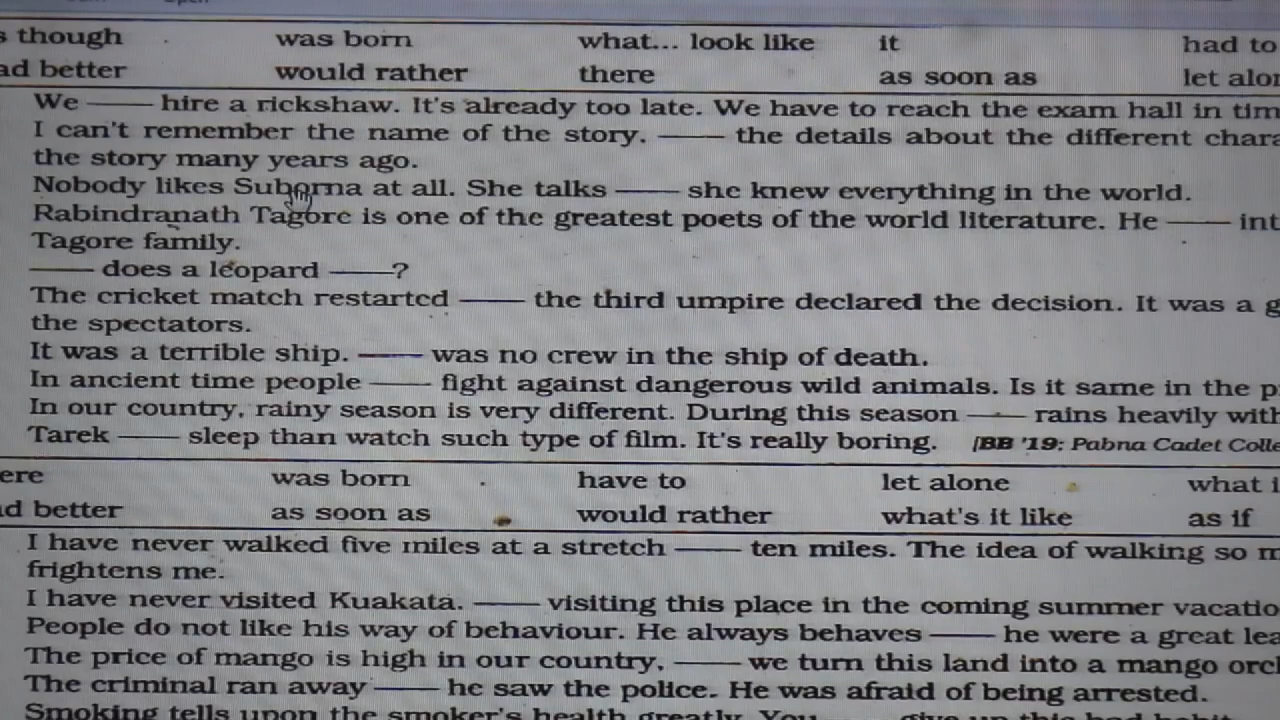 though was born what... look like it had to
better would rather there as soon as let
We —— hire a rickshaw. It's already too late. We have to reach the exam hall in
I can't remember the name of the story. —— the details about the different
the story many years ago.
Nobody likes Suborna at all. She talks —— she knew everything in the world.
Rabindranath Tagore is one of the greatest poets of the world literature. He ——
Tagore family.
—— does a leopard ——?
The cricket match restarted —— the third umpire declared the decision. It was a
the spectators.
It was a terrible ship. —— was no crew in the ship of death.
In ancient time people —— fight against dangerous wild animals. Is it same in the
In our country, rainy season is very different. During this season —— rains heavily
Tarek —— sleep than watch such type of film. It's really boring. [BB '19: Pabna Cadet
was born have to let alone what
better as soon as would rather what's it like as if
I have never walked five miles at a stretch —— ten miles. The idea of walking so
frightens me.
I have never visited Kuakata. —— visiting this place in the coming summer
People do not like his way of behaviour. He always behaves —— he were a great
The price of mango is high in our country, —— we turn this land into a mango
The criminal ran away —— he saw the police. He was afraid of being arrested.
Smoking tells upon the smoker's health greatly. You —— give up this bad